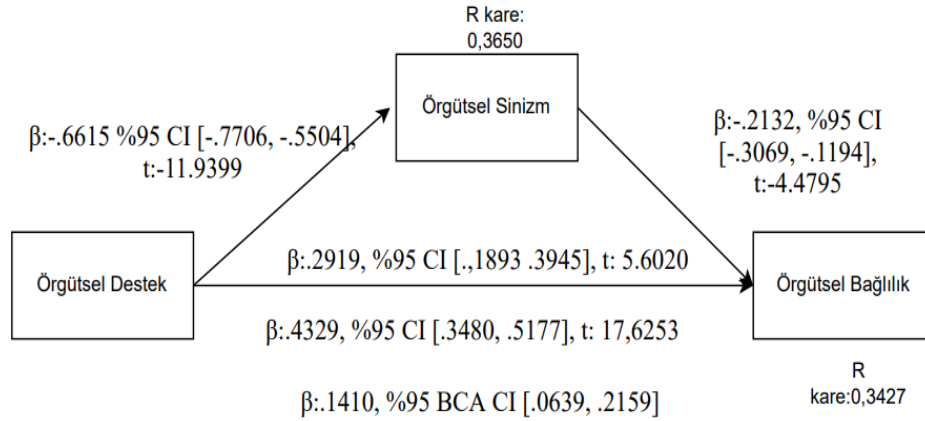 R kare:
0,3650
Örgütsel Sinizm
β:-.6615 %95 CI [-.7706, -.5504],
t:-11.9399
β:-.2132, %95 CI
[-.3069, -.1194],
t:-4.4795
Örgütsel Destek
β:.2919, %95 CI [.,1893 .3945], t: 5.6020
Örgütsel Bağlılık
β:.4329, %95 CI [.3480, .5177], t: 17,6253
R
kare:0,3427
β:.1410, %95 BCA CI [.0639, .2159]